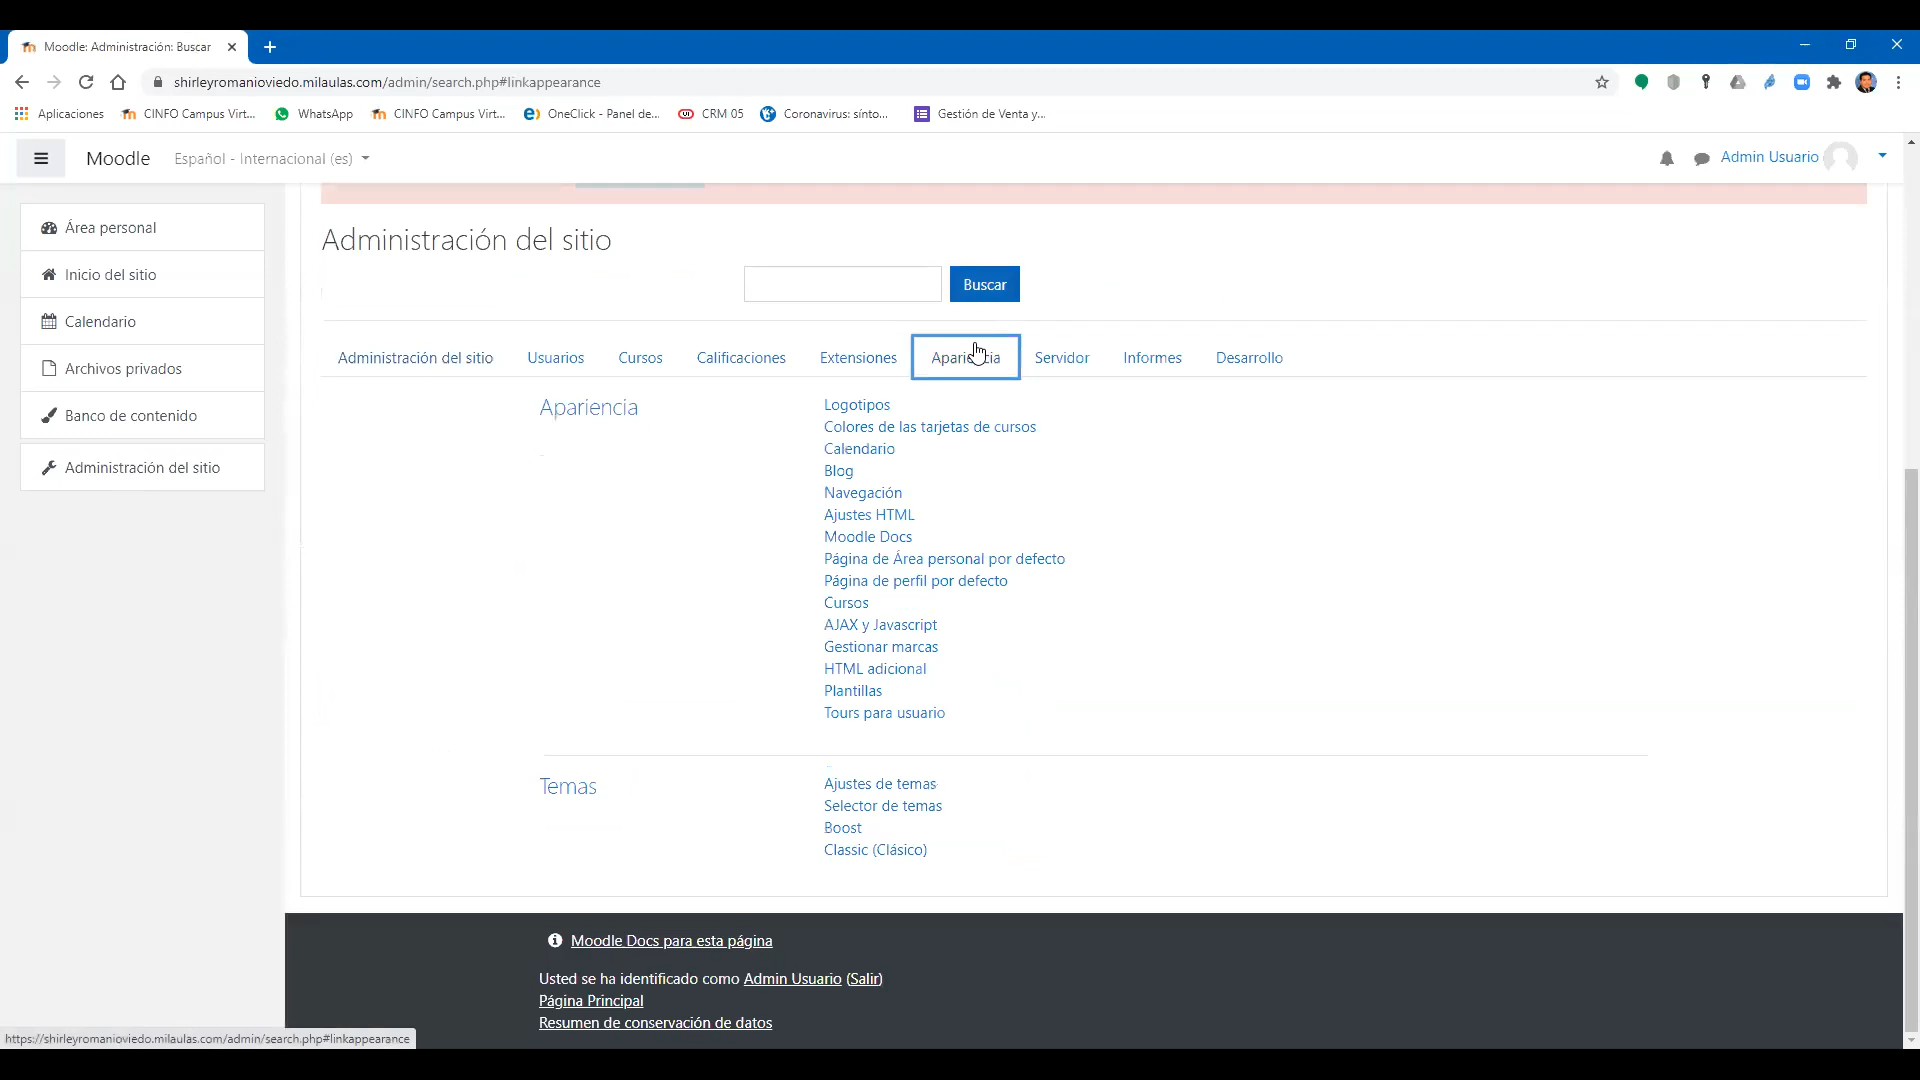 Moodle: Administración: Buscar
shirleyromanioviedo.milaulas.com/admin/search.php#linkappearance
Aplicaciones CINFO Campus Virt... WhatsApp CINFO Campus Virt... OneClick - Panel de... CRM 05 Coronavirus: sínto... Gestión de Venta y...
Moodle Español - Internacional (es) Admin Usuario
Área personal
Inicio del sitio
Calendario
Archivos privados
Banco de contenido
Administración del sitio
Administración del sitio
Buscar
Administración del sitio Usuarios Cursos Calificaciones Extensiones Apariencia Servidor Informes Desarrollo
Apariencia
Logotipos
Colores de las tarjetas de cursos
Calendario
Blog
Navegación
Ajustes HTML
Moodle Docs
Página de Área personal por defecto
Página de perfil por defecto
Cursos
AJAX y Javascript
Gestionar marcas
HTML adicional
Plantillas
Tours para usuario
Temas
Ajustes de temas
Selector de temas
Boost
Classic (Clásico)
Moodle Docs para esta página
Usted se ha identificado como Admin Usuario (Salir)
Página Principal
Resumen de conservación de datos
https://shirleyromanioviedo.milaulas.com/admin/search.php#linkappearance